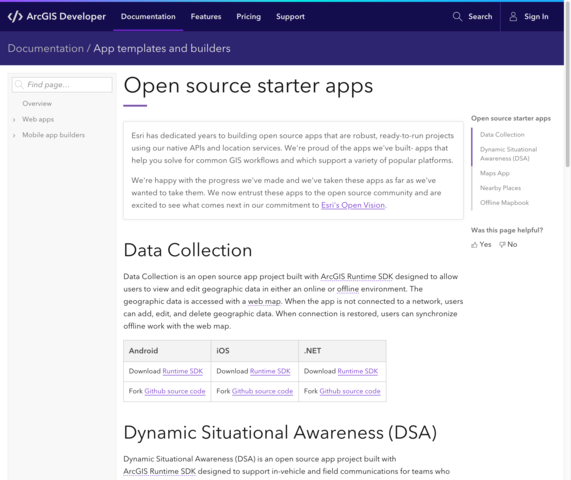 ArcGIS Developer
Documentation
Features
Pricing
Support
Search
Sign In
Documentation / App templates and builders
Find page...
Overview
Web apps
Mobile app builders
Open source starter apps
Esri has dedicated years to building open source apps that are robust, ready-to-run projects
using our native APIs and location services. We're proud of the apps we've built- apps that
help you solve for common GIS workflows and which support a variety of popular platforms.
We're happy with the progress we've made and we've taken these apps as far as we've
wanted to take them. We now entrust these apps to the open source community and are
excited to see what comes next in our commitment to Esri's Open Vision.
Data Collection
Data Collection is an open source app project built with ArcGIS Runtime SDK designed to allow
users to view and edit geographic data in either an online or offline environment. The
geographic data is accessed with a web map. When the app is not connected to a network, users
can add, edit, and delete geographic data. When connection is restored, users can synchronize
offline work with the web map.
Android
iOS
.NET
Download Runtime SDK
Download Runtime SDK
Download Runtime SDK
Fork Github source code
Fork Github source code
Fork Github source code
Dynamic Situational Awareness (DSA)
Dynamic Situational Awareness (DSA) is an open source app project built with
ArcGIS Runtime SDK designed to support in-vehicle and field communications for teams who
Open source starter apps
Data Collection
Dynamic Situational
Awareness (DSA)
Maps App
Nearby Places
Offline Mapbook
Was this page helpful?
Yes
No